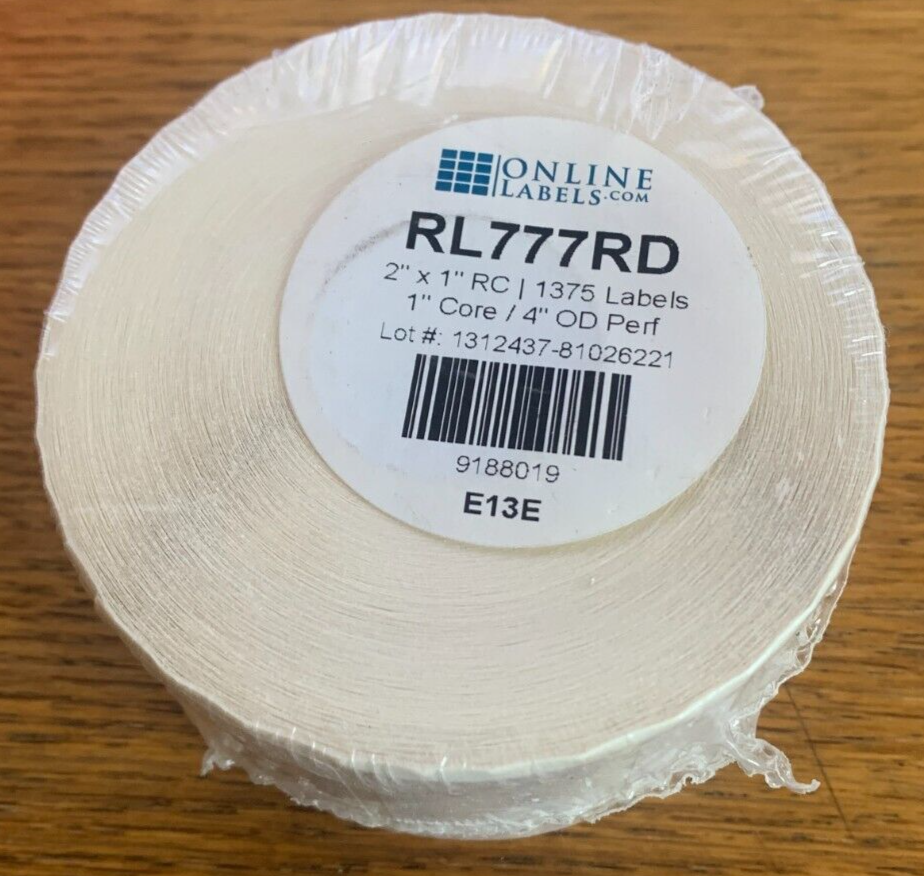 ONLINE
LABELS.COM
RL777RD
2" x 1" RC | 1375 Labels
1" Core / 4" OD Perf
Lot #: 1312437-81026221
9188019
E13E